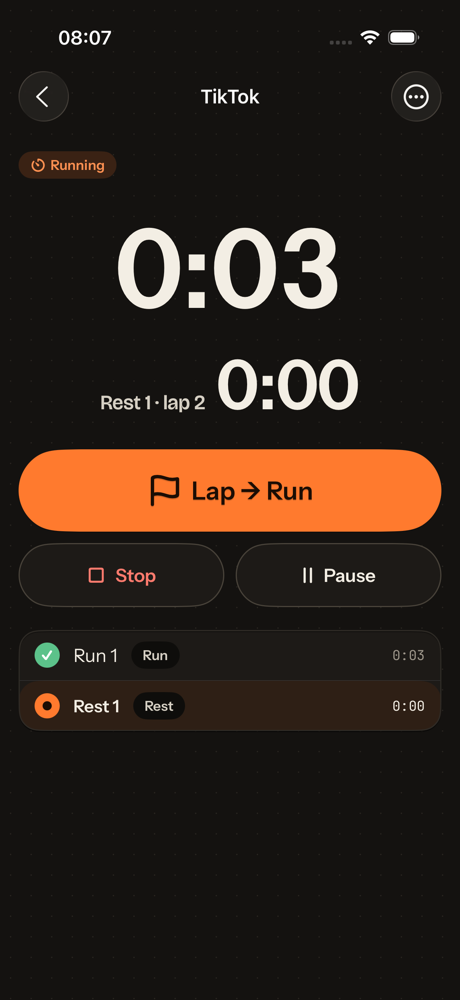 08:07
TikTok
Running
0:03
Rest 1 · lap 2 0:00
Lap → Run
Stop
Pause
Run 1 Run 0:03
Rest 1 Rest 0:00